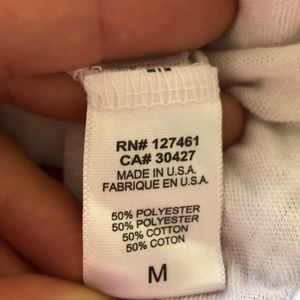 RN# 127461
CA# 30427
MADE IN U.S.A.
FABRIQUE EN U.S.A.
50% POLYESTER
50% POLYESTER
50% COTTON
50% COTON
M